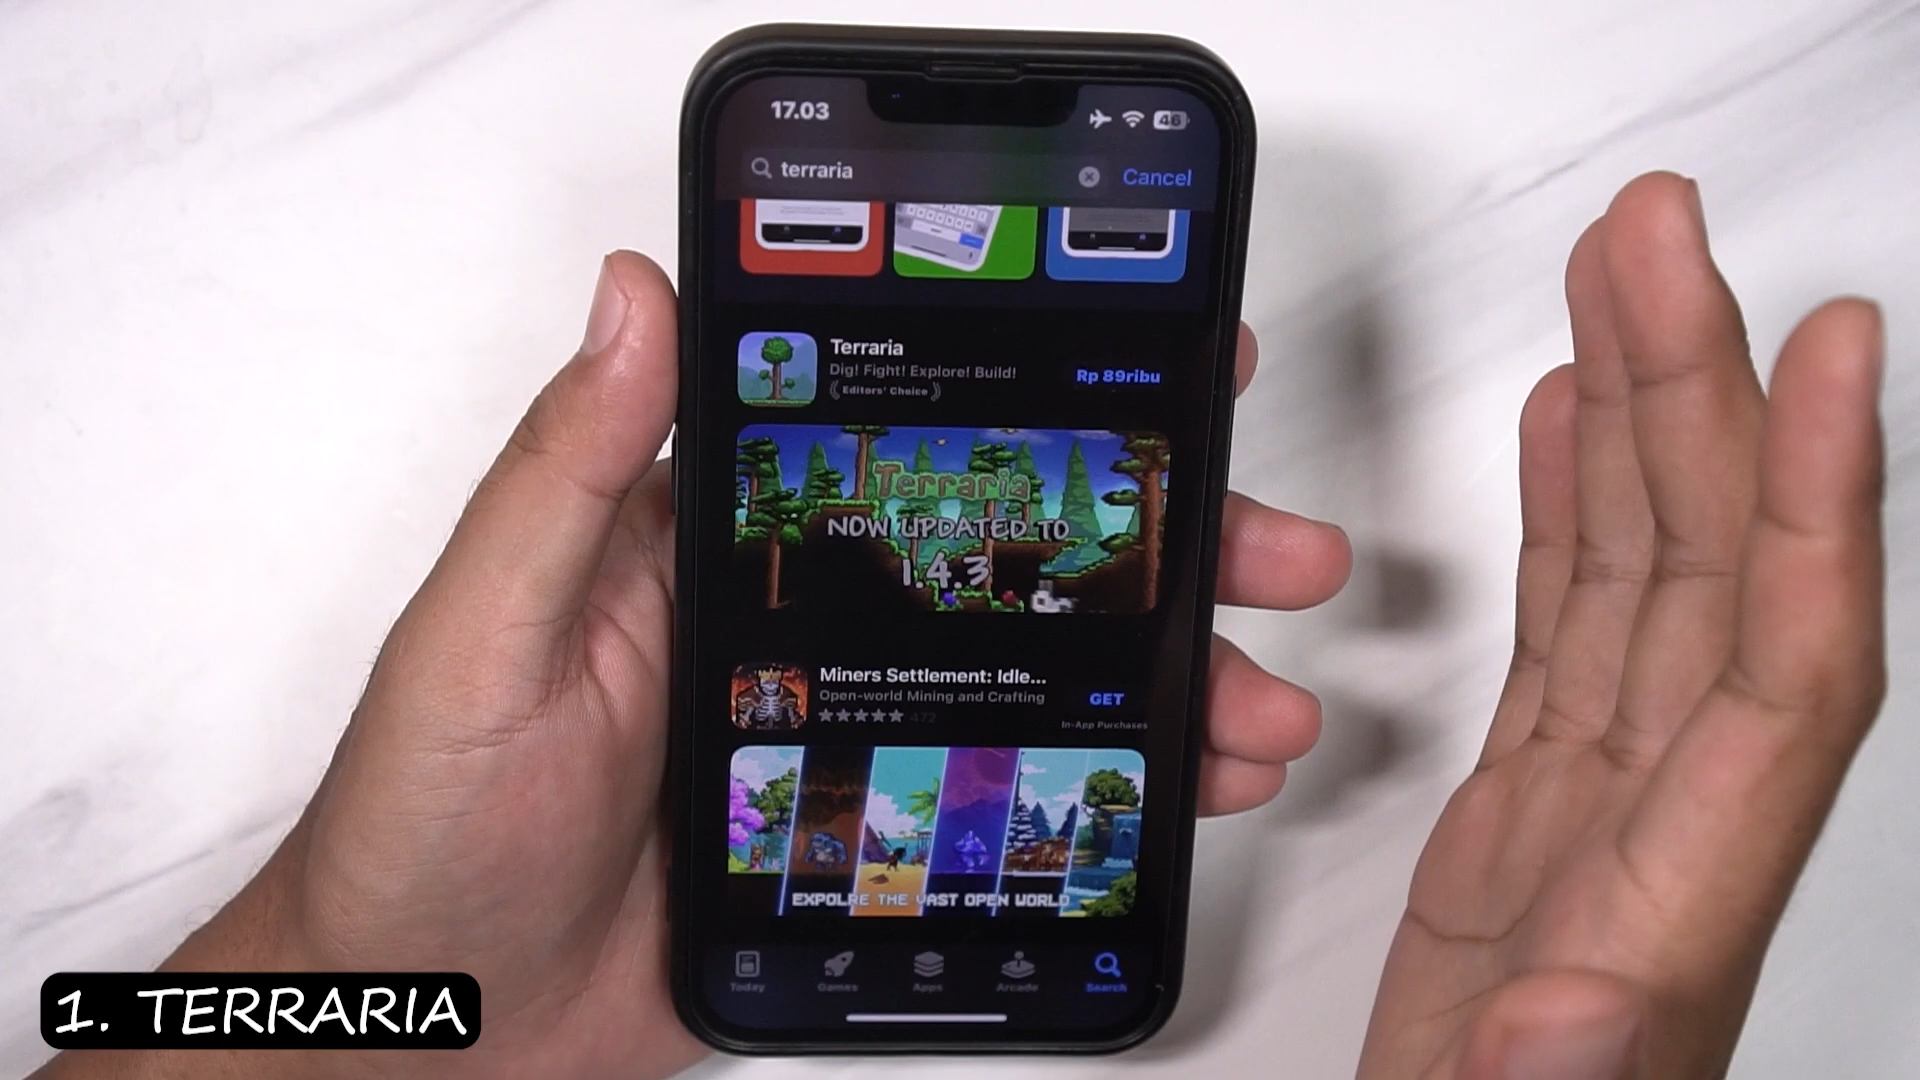 17.03
46
terraria
Cancel
Terraria
Dig! Fight! Explore! Build!
Editors' Choice
Rp 89ribu
Terraria
NOW UPDATED TO
1.4.3
Miners Settlement: Idle...
Open-world Mining and Crafting
472
GET
In-App Purchases
EXPOLRE THE VAST OPEN WORLD
Today
Games
Apps
Arcade
Search
1. TERRARIA